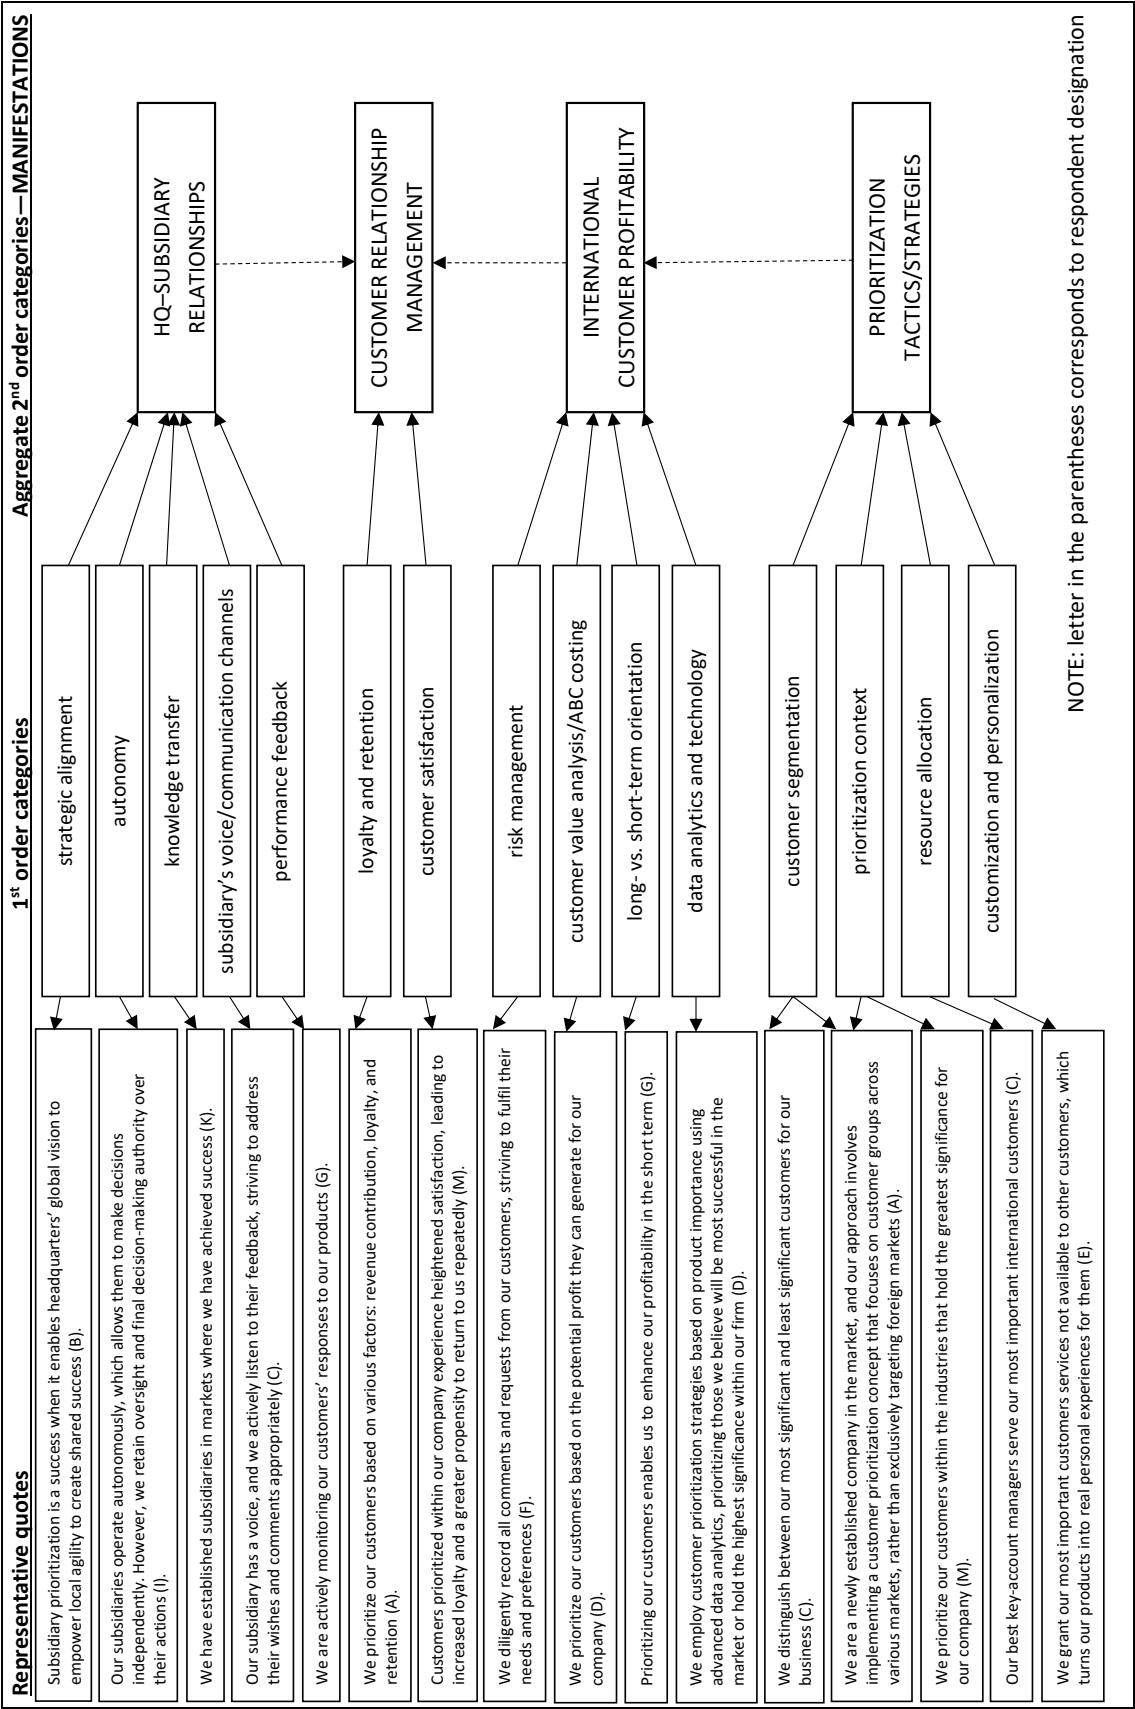 Representative quotes
1st order categories
Aggregate 2nd order categories—MANIFESTATIONS
Subsidiary prioritization is a success when it enables headquarters’ global vision to
empower local agility to create shared success (B).
Our subsidiaries operate autonomously, which allows them to make decisions
independently. However, we retain oversight and final decision-making authority over
their actions (I).
We have established subsidiaries in markets where we have achieved success (K).
Our subsidiary has a voice, and we actively listen to their feedback, striving to address
their wishes and comments appropriately (C).
We are actively monitoring our customers’ responses to our products (G).
We prioritize our customers based on various factors: revenue contribution, loyalty, and
retention (A).
Customers prioritized within our company experience heightened satisfaction, leading to
increased loyalty and a greater propensity to return to us repeatedly (M).
We diligently record all comments and requests from our customers, striving to fulfil their
needs and preferences (F).
We prioritize our customers based on the potential profit they can generate for our
company (D).
Prioritizing our customers enables us to enhance our profitability in the short term (G).
We employ customer prioritization strategies based on product importance using
advanced data analytics, prioritizing those we believe will be most successful in the
market or hold the highest significance within our firm (D).
We distinguish between our most significant and least significant customers for our
business (C).
We are a newly established company in the market, and our approach involves
implementing a customer prioritization concept that focuses on customer groups across
various markets, rather than exclusively targeting foreign markets (A).
We prioritize our customers within the industries that hold the greatest significance for
our company (M).
Our best key-account managers serve our most important international customers (C).
We grant our most important customers services not available to other customers, which
turns our products into real personal experiences for them (E).
strategic alignment
autonomy
knowledge transfer
subsidiary’s voice/communication channels
performance feedback
loyalty and retention
customer satisfaction
risk management
customer value analysis/ABC costing
long- vs. short-term orientation
data analytics and technology
customer segmentation
prioritization context
resource allocation
customization and personalization
HQ–SUBSIDIARY
RELATIONSHIPS
CUSTOMER RELATIONSHIP
MANAGEMENT
INTERNATIONAL
CUSTOMER PROFITABILITY
PRIORITIZATION
TACTICS/STRATEGIES
NOTE: letter in the parentheses corresponds to respondent designation